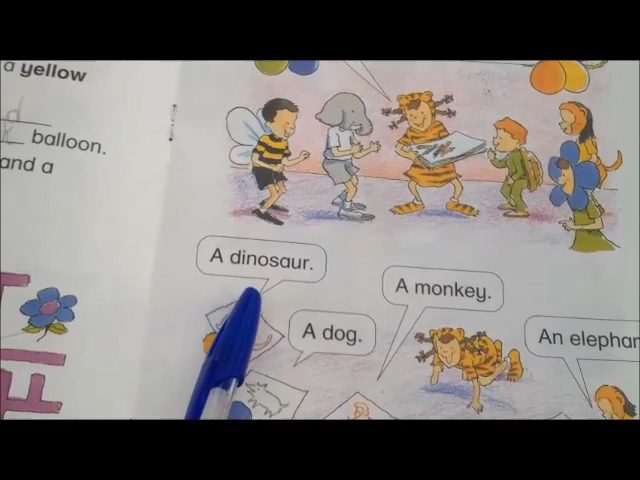 a yellow
balloon.
and a
A dinosaur.
A monkey.
A dog.
An elephan